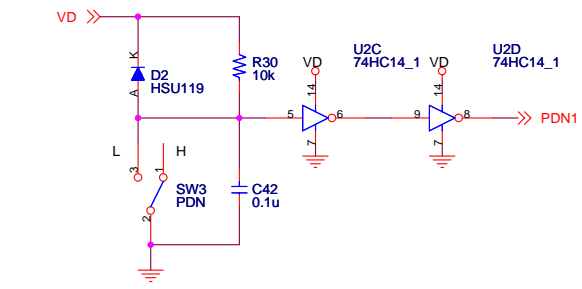 VD
K
D2
HSU119
A
R30
10k
VD
U2C
74HC14_1
VD
U2D
74HC14_1
14
14
5
6
9
8
PDN1
7
7
L
H
3
1
SW3
PDN
2
C42
0.1u